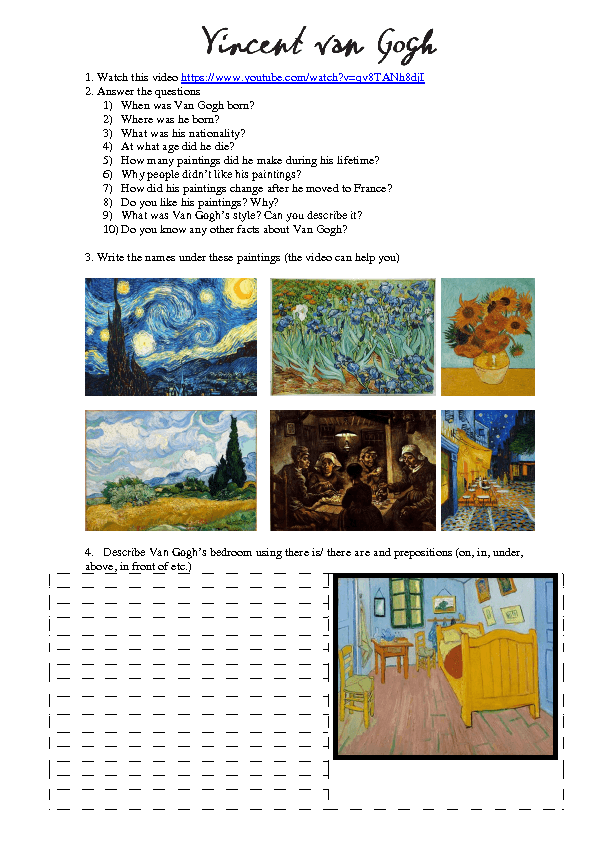 Vincent van Gogh
1. Watch this video https://www.youtube.com/watch?v=qv8TANh8djI
2. Answer the questions
1) When was Van Gogh born?
2) Where was he born?
3) What was his nationality?
4) At what age did he die?
5) How many paintings did he make during his lifetime?
6) Why people didn't like his paintings?
7) How did his paintings change after he moved to France?
8) Do you like his paintings? Why?
9) What was Van Gogh's style? Can you describe it?
10) Do you know any other facts about Van Gogh?
3. Write the names under these paintings (the video can help you)
4. Describe Van Gogh's bedroom using there is/ there are and prepositions (on, in, under,
above, in front of etc.)